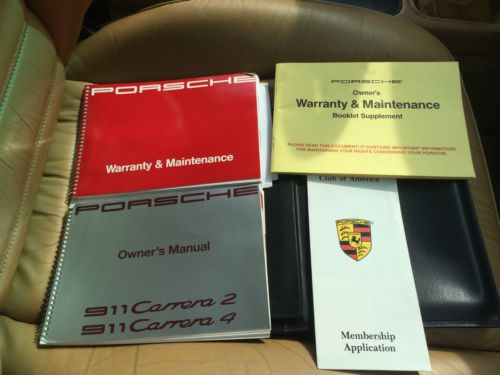 PORSCHE
Warranty & Maintenance
PORSCHE
Owner's
Warranty & Maintenance
Booklet Supplement
PLEASE READ THIS DOCUMENT; IT CONTAINS IMPORTANT INFORMATION
FOR MAINTAINING YOUR RIGHTS CONCERNING YOUR PORSCHE.
PORSCHE
Owner's Manual
911 Carrera 2
911 Carrera 4
Club of America
PORSCHE
Membership
Application